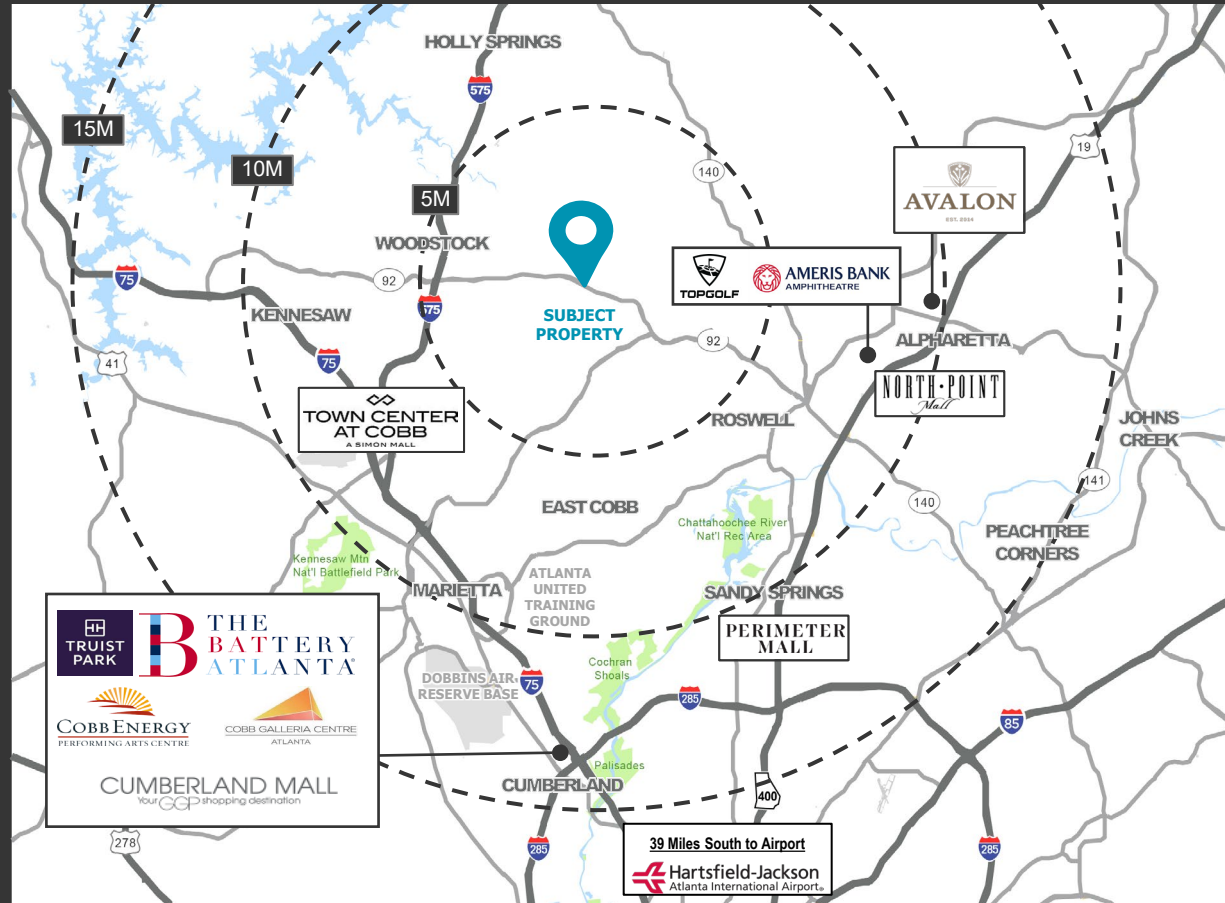 HOLLY SPRINGS
575
15M
10M
140
19
5M
AVALON
EST. 2014
WOODSTOCK
92
75
TOPGOLF
AMERIS BANK
AMPHITHEATRE
575
KENNESAW
SUBJECT
PROPERTY
92
ALPHARETTA
41
75
NORTH·POINT
Mall
TOWN CENTER
AT COBB
A SIMON MALL
ROSWELL
JOHNS
CREEK
141
140
EAST COBB
Chattahoochee River
Nat'l Rec Area
PEACHTREE
CORNERS
Kennesaw Mtn
Nat'l Battlefield Park
MARIETTA
ATLANTA
UNITED
TRAINING
GROUND
SANDY SPRINGS
TRUIST
PARK
B
THE
BATTERY
ATLANTA
PERIMETER
MALL
Cochran
Shoals
DOBBINS AIR
RESERVE BASE
75
285
85
COBB ENERGY
PERFORMING ARTS CENTRE
COBB GALLERIA CENTRE
ATLANTA
Palisades
CUMBERLAND
CUMBERLAND MALL
Your GGP shopping destination
400
278
285
285
39 Miles South to Airport
Hartsfield-Jackson
Atlanta International Airport®